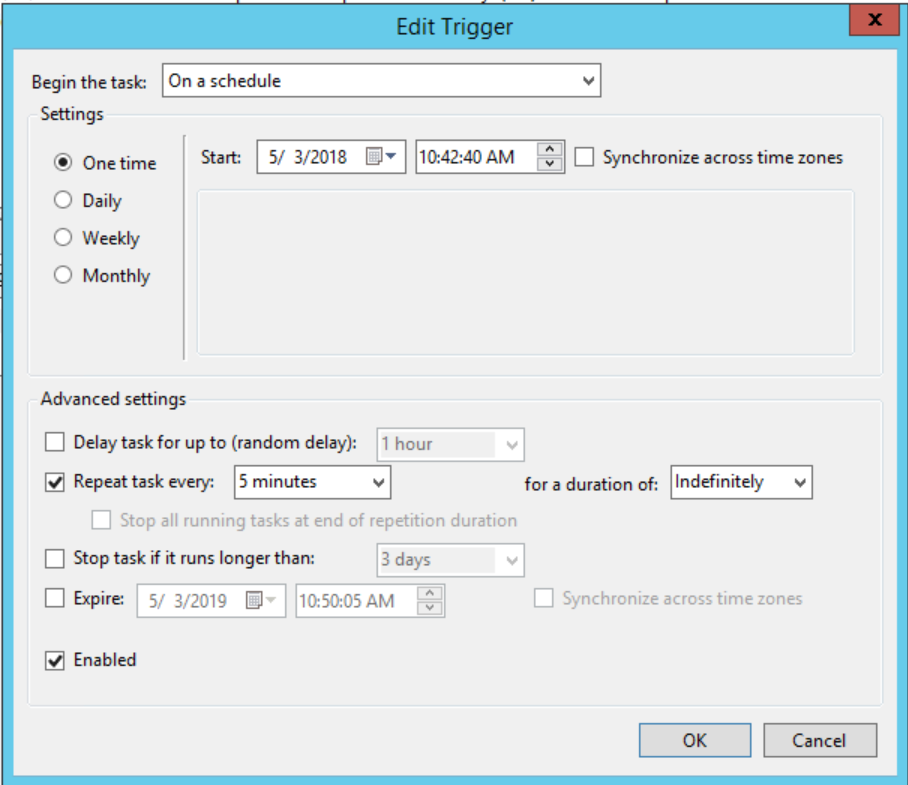 Edit Trigger
x
Begin the task: On a schedule
Settings
One time
Start: 5/ 3/2018 10:42:40 AM Synchronize across time zones
Daily
Weekly
Monthly
Advanced settings
Delay task for up to (random delay): 1 hour
Repeat task every: 5 minutes for a duration of: Indefinitely
Stop all running tasks at end of repetition duration
Stop task if it runs longer than: 3 days
Expire: 5/ 3/2019 10:50:05 AM Synchronize across time zones
Enabled
OK Cancel